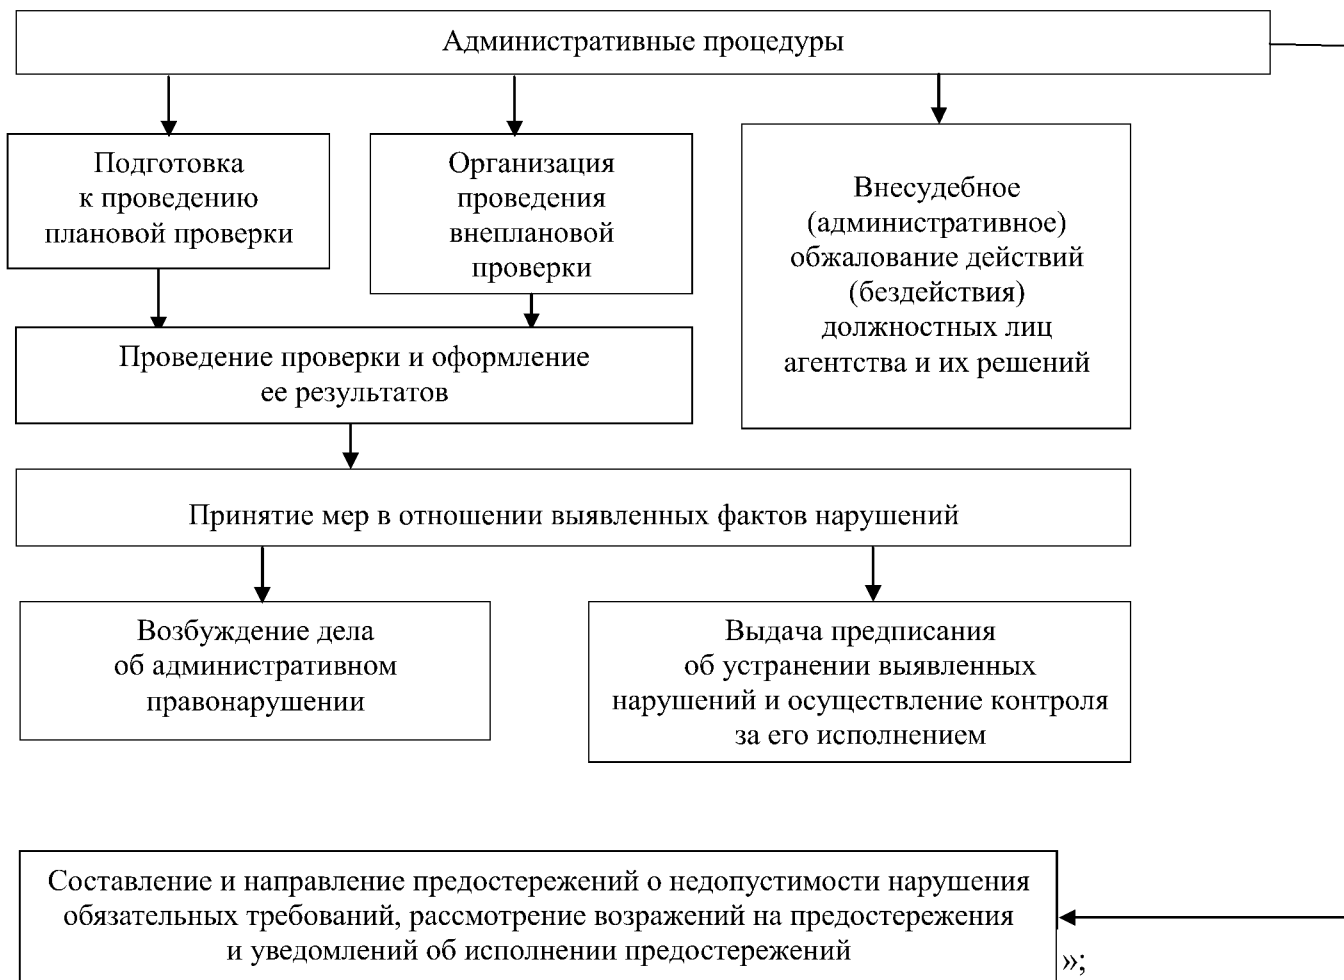 Административные процедуры
Подготовка
к проведению
плановой проверки
Организация
проведения
внеплановой
проверки
Внесудебное
(административное)
обжалование действий
(бездействия)
должностных лиц
агентства и их решений
Проведение проверки и оформление
ее результатов
Принятие мер в отношении выявленных фактов нарушений
Возбуждение дела
об административном
правонарушении
Выдача предписания
об устранении выявленных
нарушений и осуществление контроля
за его исполнением
Составление и направление предостережений о недопустимости нарушения
обязательных требований, рассмотрение возражений на предостережения
и уведомлений об исполнении предостережений
»;